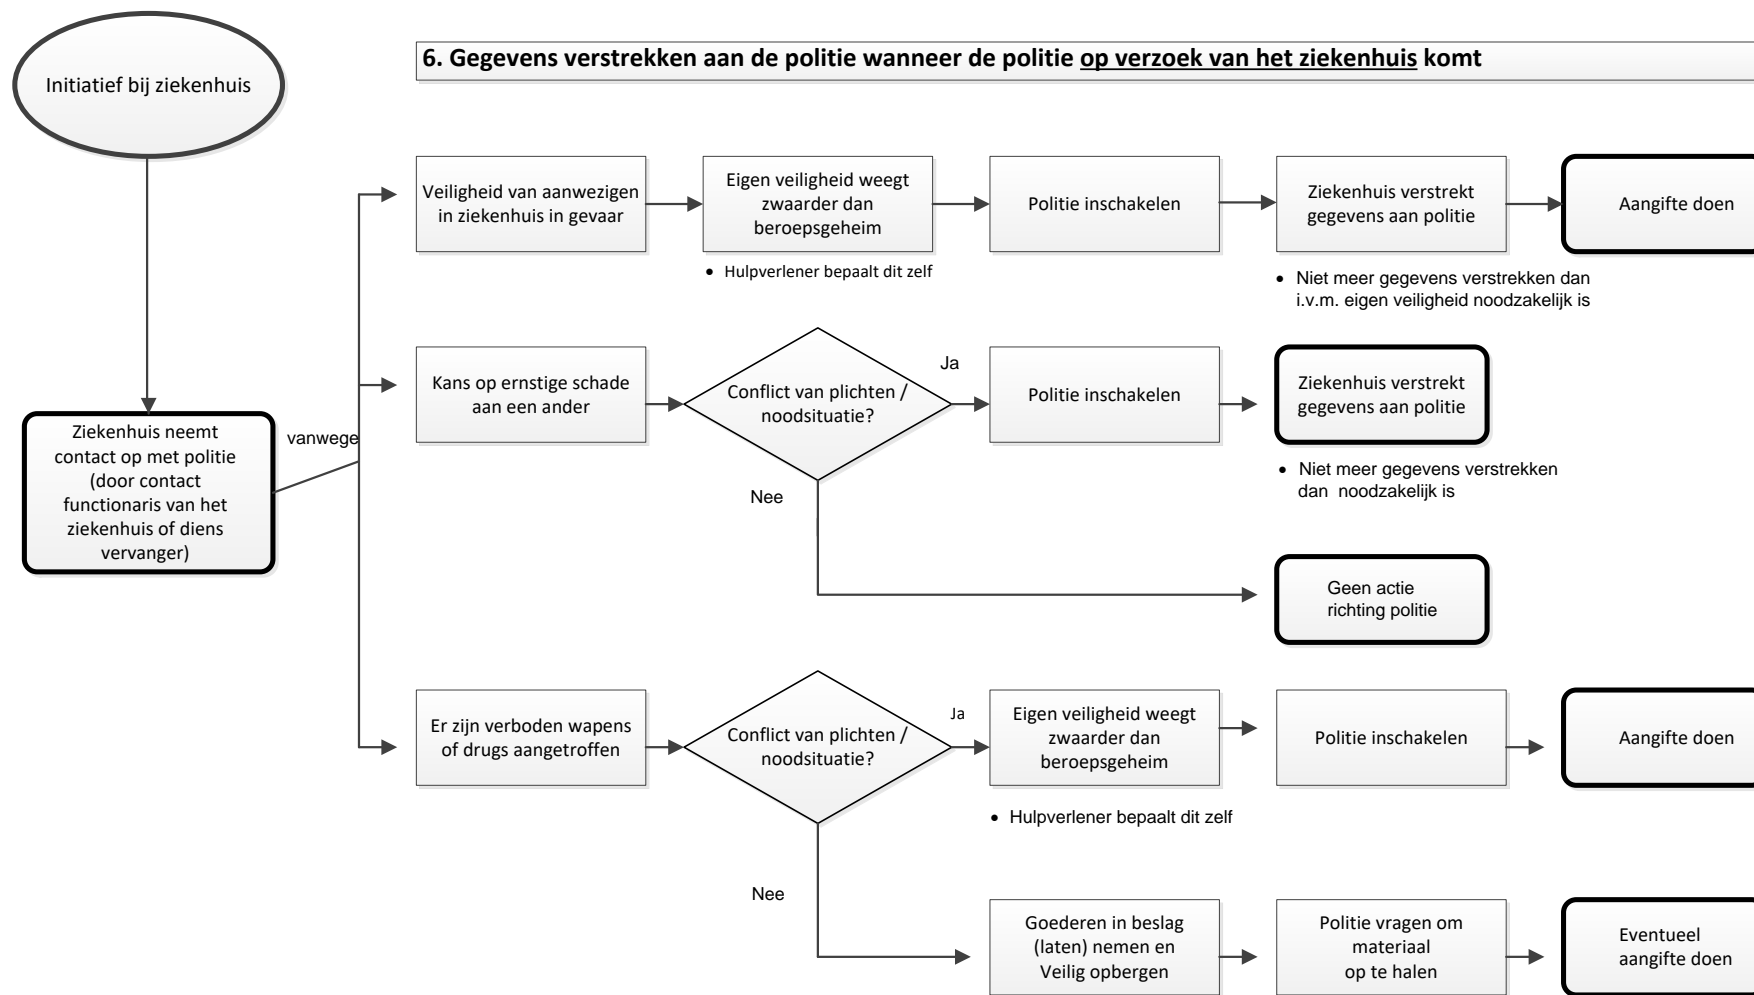 Initiatief bij ziekenhuis
6. Gegevens verstrekken aan de politie wanneer de politie op verzoek van het ziekenhuis komt
Veiligheid van aanwezigen
in ziekenhuis in gevaar
Eigen veiligheid weegt
zwaarder dan
beroepsgeheim
Politie inschakelen
Ziekenhuis verstrekt
gegevens aan politie
Aangifte doen
• Hulpverlener bepaalt dit zelf
• Niet meer gegevens verstrekken dan
i.v.m. eigen veiligheid noodzakelijk is
Kans op ernstige schade
aan een ander
Conflict van plichten /
noodsituatie?
Ja
Politie inschakelen
Ziekenhuis verstrekt
gegevens aan politie
• Niet meer gegevens verstrekken
dan noodzakelijk is
Nee
Ziekenhuis neemt
contact op met politie
(door contact
functionaris van het
ziekenhuis of diens
vervanger)
vanwege
Geen actie
richting politie
Er zijn verboden wapens
of drugs aangetroffen
Conflict van plichten /
noodsituatie?
Ja
Eigen veiligheid weegt
zwaarder dan
beroepsgeheim
Politie inschakelen
Aangifte doen
• Hulpverlener bepaalt dit zelf
Nee
Goederen in beslag
(laten) nemen en
Veilig opbergen
Politie vragen om
materiaal
op te halen
Eventueel
aangifte doen